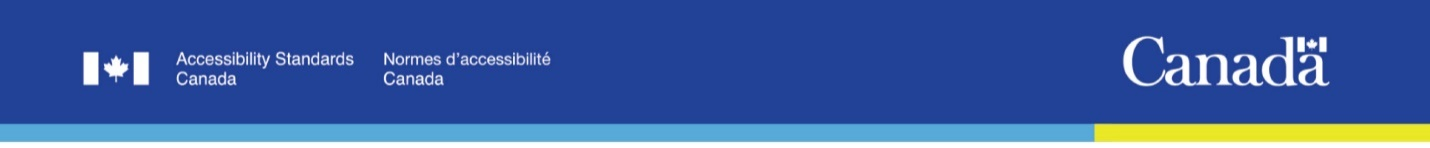 Accessibility Standards
Canada
Normes d'accessibilité
Canada
Canada